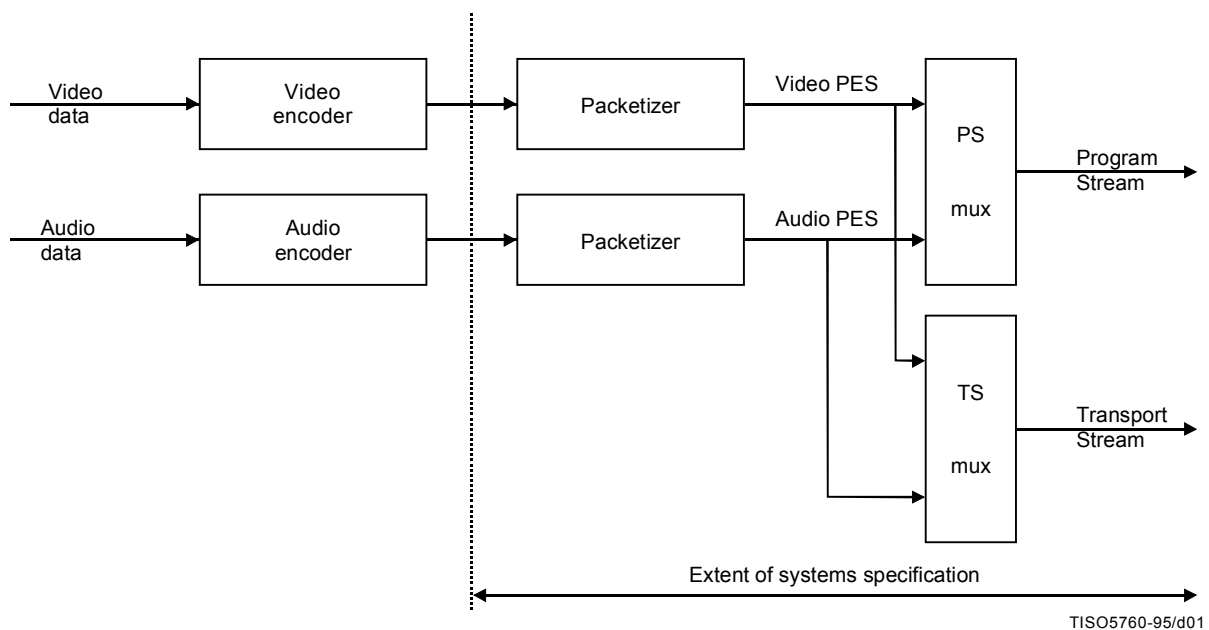 Video
data
Video
encoder
Packetizer
Video PES
PS
mux
Program
Stream
Audio
data
Audio
encoder
Packetizer
Audio PES
TS
mux
Transport
Stream
Extent of systems specification
TISO5760-95/d01